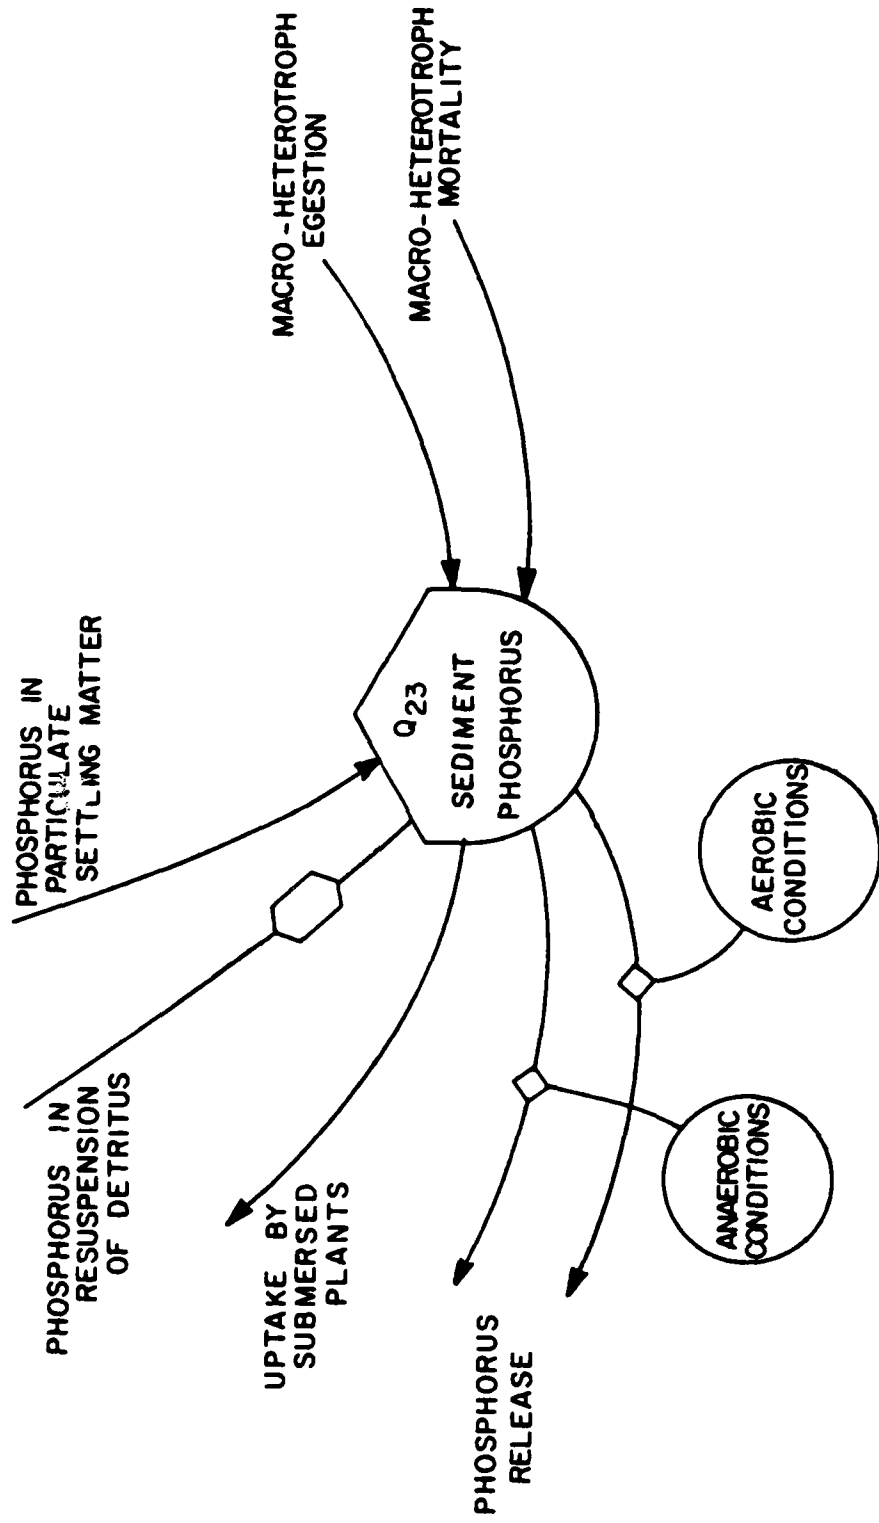 PHOSPHORUS IN
PARTICULATE
SETTLING MATTER
PHOSPHORUS IN
RESUSPENSION
OF DETRITUS
UPTAKE BY
SUBMERSED
PLANTS
PHOSPHORUS
RELEASE
Q23
SEDIMENT
PHOSPHORUS
MACRO-HETEROTROPH
EGESTION
MACRO-HETEROTROPH
MORTALITY
ANAEROBIC
CONDITIONS
AEROBIC
CONDITIONS